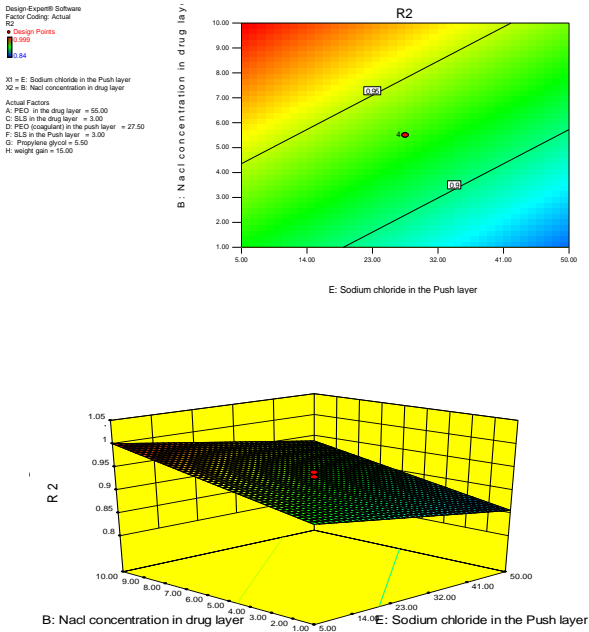 Design-Expert® Software
Factor Coding: Actual
R2
Design Points
0.999
0.84
X1 = E: Sodium chloride in the Push layer
X2 = B: Nacl concentration in drug layer
Actual Factors
A: PEO in the drug layer = 55.00
C: SLS in the drug layer = 3.00
D: PEO (coagulant) in the push layer = 27.50
F: SLS in the Push layer = 3.00
G: Propylene glycol = 5.50
H: weight gain = 15.00
R2
B: Nacl concentration in drug lay
10.00
9.00
8.00
7.00
6.00
5.00
4.00
3.00
2.00
1.00
0.95
4
0.9
5.00 14.00 23.00 32.00 41.00 50.00
E: Sodium chloride in the Push layer
R2
1.05
1
0.95
0.9
0.85
0.8
10.00 9.00 8.00 7.00 6.00 5.00 4.00 3.00 2.00 1.00
5.00 14.00 23.00 32.00 41.00 50.00
B: Nacl concentration in drug layer
E: Sodium chloride in the Push layer